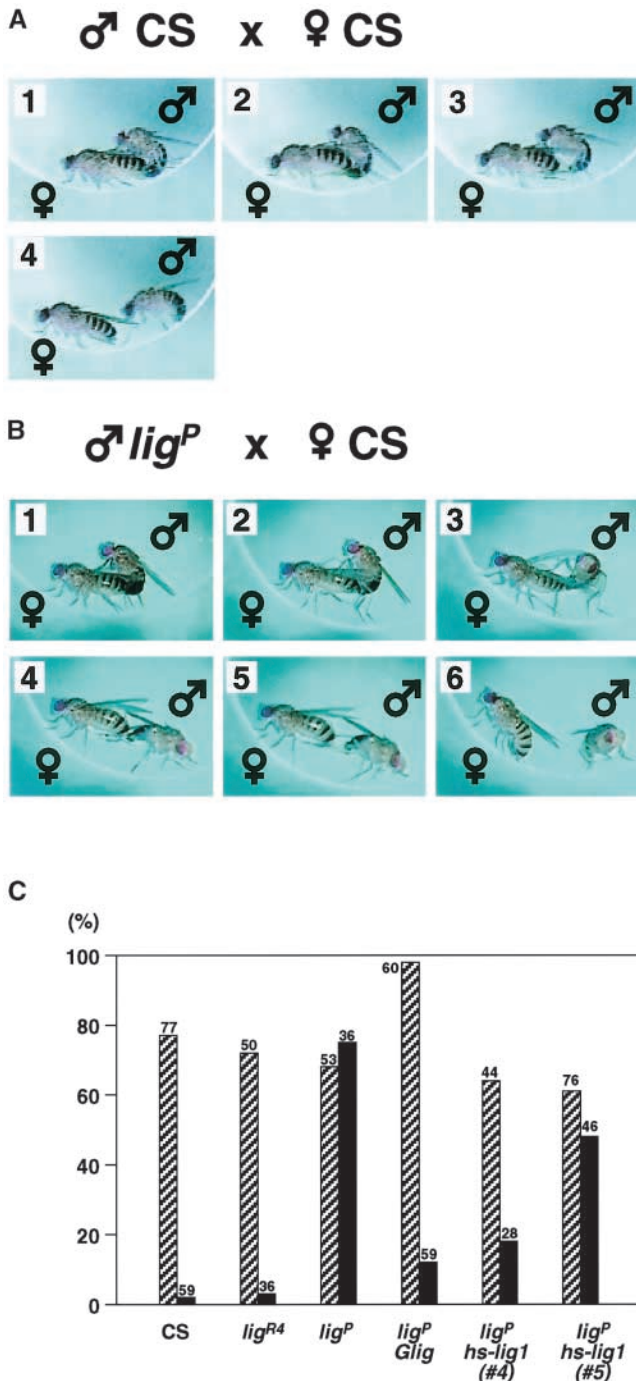 A
♂ CS x ♀ CS
1 ♂ ♀
2 ♂ ♀
3 ♂ ♀
4 ♂ ♀
B
♂ lig^P x ♀ CS
1 ♂ ♀
2 ♂ ♀
3 ♂ ♀
4 ♂ ♀
5 ♂ ♀
6 ♂ ♀
C
(%)
100
80
60
40
20
0
77 59 50 36 53 36 60 59 44 28 76 46
CS lig^R4 lig^P lig^P lig^P lig^P
Glig hs-lig1 hs-lig1
(#4) (#5)